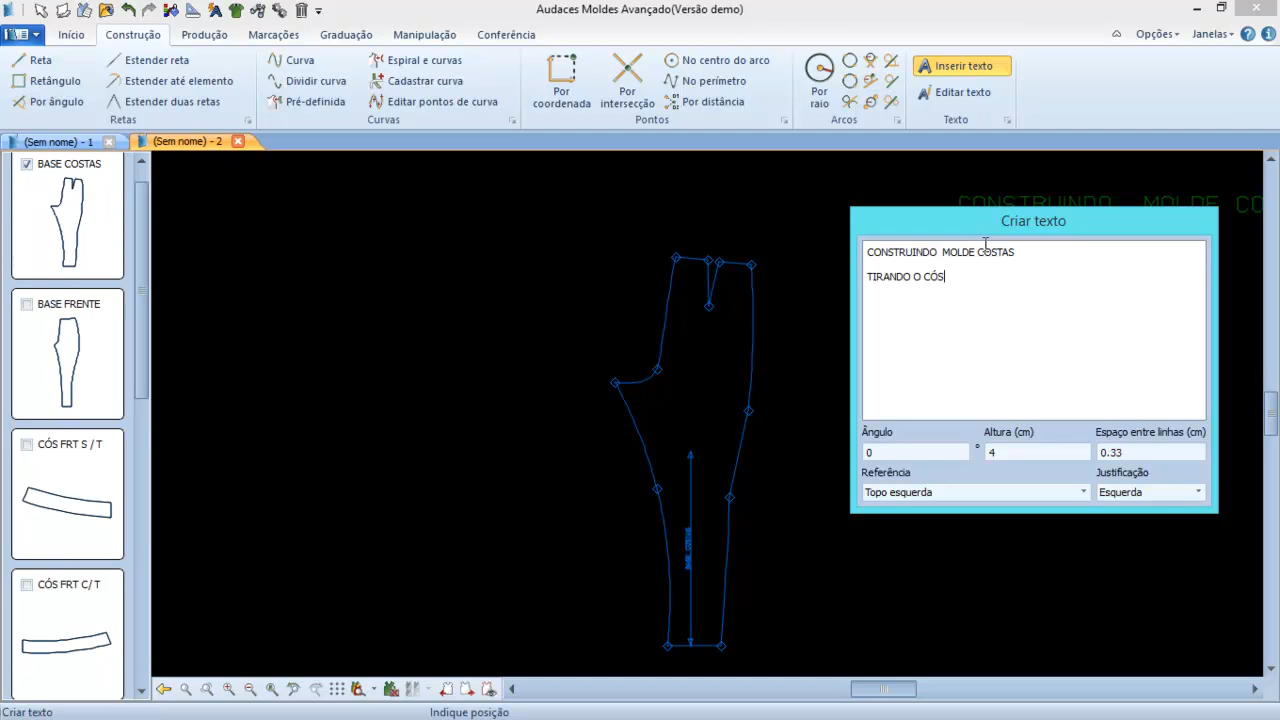 Audaces Moldes Avançado(Versão demo)
Início
Construção
Produção
Marcações
Graduação
Manipulação
Conferência
Opções
Janelas
Reta
Estender reta
Curva
Espiral e curvas
No centro do arco
Inserir texto
Retângulo
Estender até elemento
Dividir curva
Cadastrar curva
No perímetro
Editar texto
Por ângulo
Estender duas retas
Pré-definida
Editar pontos de curva
Por coordenada
Por intersecção
Por distância
Por raio
Retas
Curvas
Pontos
Arcos
Texto
(Sem nome) - 1
(Sem nome) - 2
BASE COSTAS
BASE FRENTE
CÓS FRT S / T
CÓS FRT C/ T
CONSTRUINDO MOLDE CO
BASE COSTAS
Criar texto
CONSTRUINDO MOLDE COSTAS
TIRANDO O CÓS
Ângulo
Altura (cm)
Espaço entre linhas (cm)
0
°
4
0.33
Referência
Justificação
Topo esquerda
Esquerda
Criar texto
Indique posição